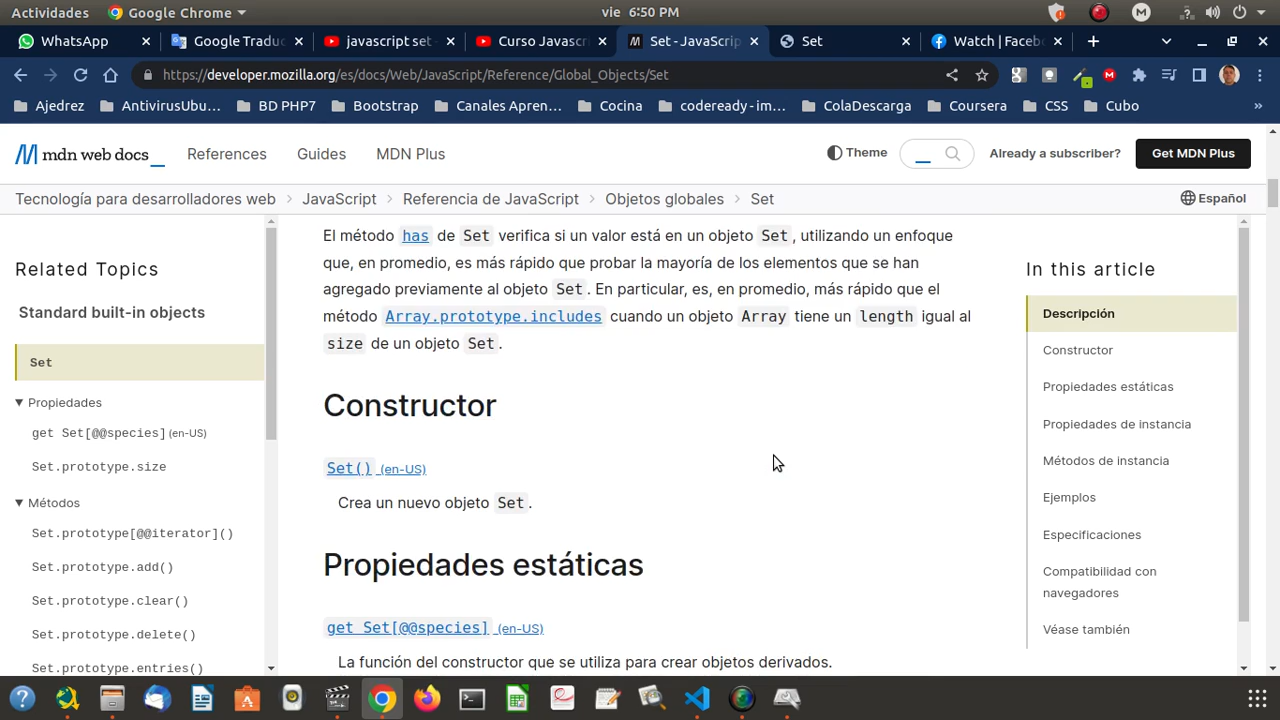 Actividades
Google Chrome
vie 6:50 PM
WhatsApp
Google Traduc
javascript set -
Curso Javascri
Set - JavaScrip
Set
Watch | Facebo
https://developer.mozilla.org/es/docs/Web/JavaScript/Reference/Global_Objects/Set
Ajedrez
AntivirusUbu...
BD PHP7
Bootstrap
Canales Apren...
Cocina
codeready-im...
ColaDescarga
Coursera
CSS
Cubo
»
mdn web docs
References
Guides
MDN Plus
Theme
Already a subscriber?
Get MDN Plus
Tecnología para desarrolladores web > JavaScript > Referencia de JavaScript > Objetos globales > Set
Español
Related Topics
Standard built-in objects
Set
Propiedades
get Set[@@species] (en-US)
Set.prototype.size
Métodos
Set.prototype[@@iterator]()
Set.prototype.add()
Set.prototype.clear()
Set.prototype.delete()
Set.prototype.entries()
El método has de Set verifica si un valor está en un objeto Set, utilizando un enfoque
que, en promedio, es más rápido que probar la mayoría de los elementos que se han
agregado previamente al objeto Set. En particular, es, en promedio, más rápido que el
método Array.prototype.includes cuando un objeto Array tiene un length igual al
size de un objeto Set.
Constructor
Set() (en-US)
Crea un nuevo objeto Set.
Propiedades estáticas
get Set[@@species] (en-US)
La función del constructor que se utiliza para crear objetos derivados.
In this article
Descripción
Constructor
Propiedades estáticas
Propiedades de instancia
Métodos de instancia
Ejemplos
Especificaciones
Compatibilidad con
navegadores
Véase también